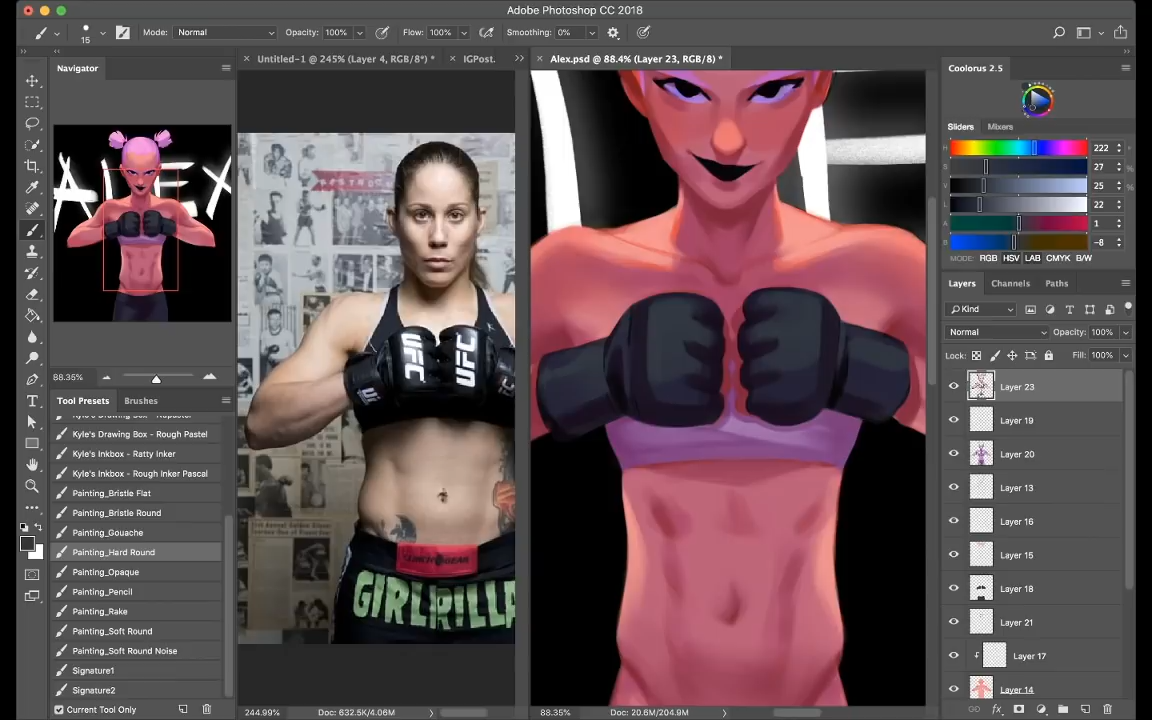 Adobe Photoshop CC 2018
15
Mode: Normal
Opacity: 100%
Flow: 100%
Smoothing: 0%
Navigator
× Untitled-1 @ 245% (Layer 4, RGB/8*) *
× IGPost.
× Alex.psd @ 88.4% (Layer 23, RGB/8) *
Coolorus 2.5
ALEX
Sliders
Mixers
H 222 °
S 27 %
V 25 %
L 22
A 1
B -8
MODE: RGB HSV LAB CMYK B/W
Layers
Channels
Paths
Kind
Normal
Opacity: 100%
Lock:
Fill: 100%
88.35%
Tool Presets
Brushes
Kyle's Drawing Box - Rough Pastel
Kyle's Inkbox - Ratty Inker
Kyle's Inkbox - Rough Inker Pascal
Painting_Bristle Flat
Painting_Bristle Round
Painting_Gouache
Painting_Hard Round
Painting_Opaque
Painting_Pencil
Painting_Rake
Painting_Soft Round
Painting_Soft Round Noise
Signature1
Signature2
Current Tool Only
UFC
UFC
GIRLRILLA
244.99%
Doc: 632.5K/4.06M
88.35%
Doc: 20.6M/204.9M
Layer 23
Layer 19
Layer 20
Layer 13
Layer 16
Layer 15
Layer 18
Layer 21
Layer 17
Layer 14
fx